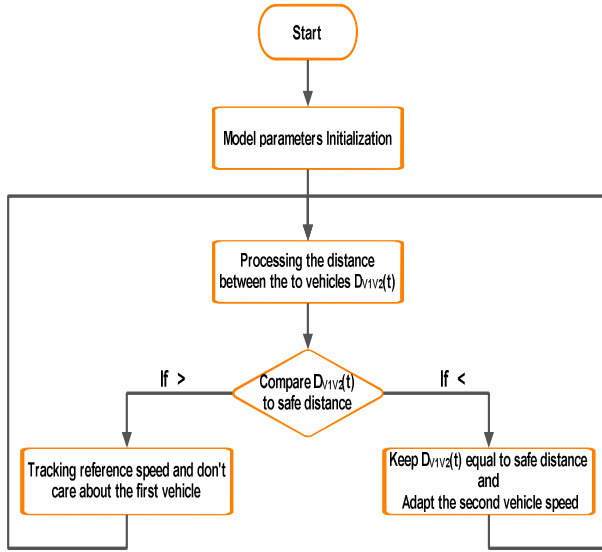 Start
Model parameters Initialization
Processing the distance
between the to vehicles DV1V2(t)
Compare DV1V2(t)
to safe distance
If >
If <
Tracking reference speed and don't
care about the first vehicle
Keep DV1V2(t) equal to safe distance
and
Adapt the second vehicle speed